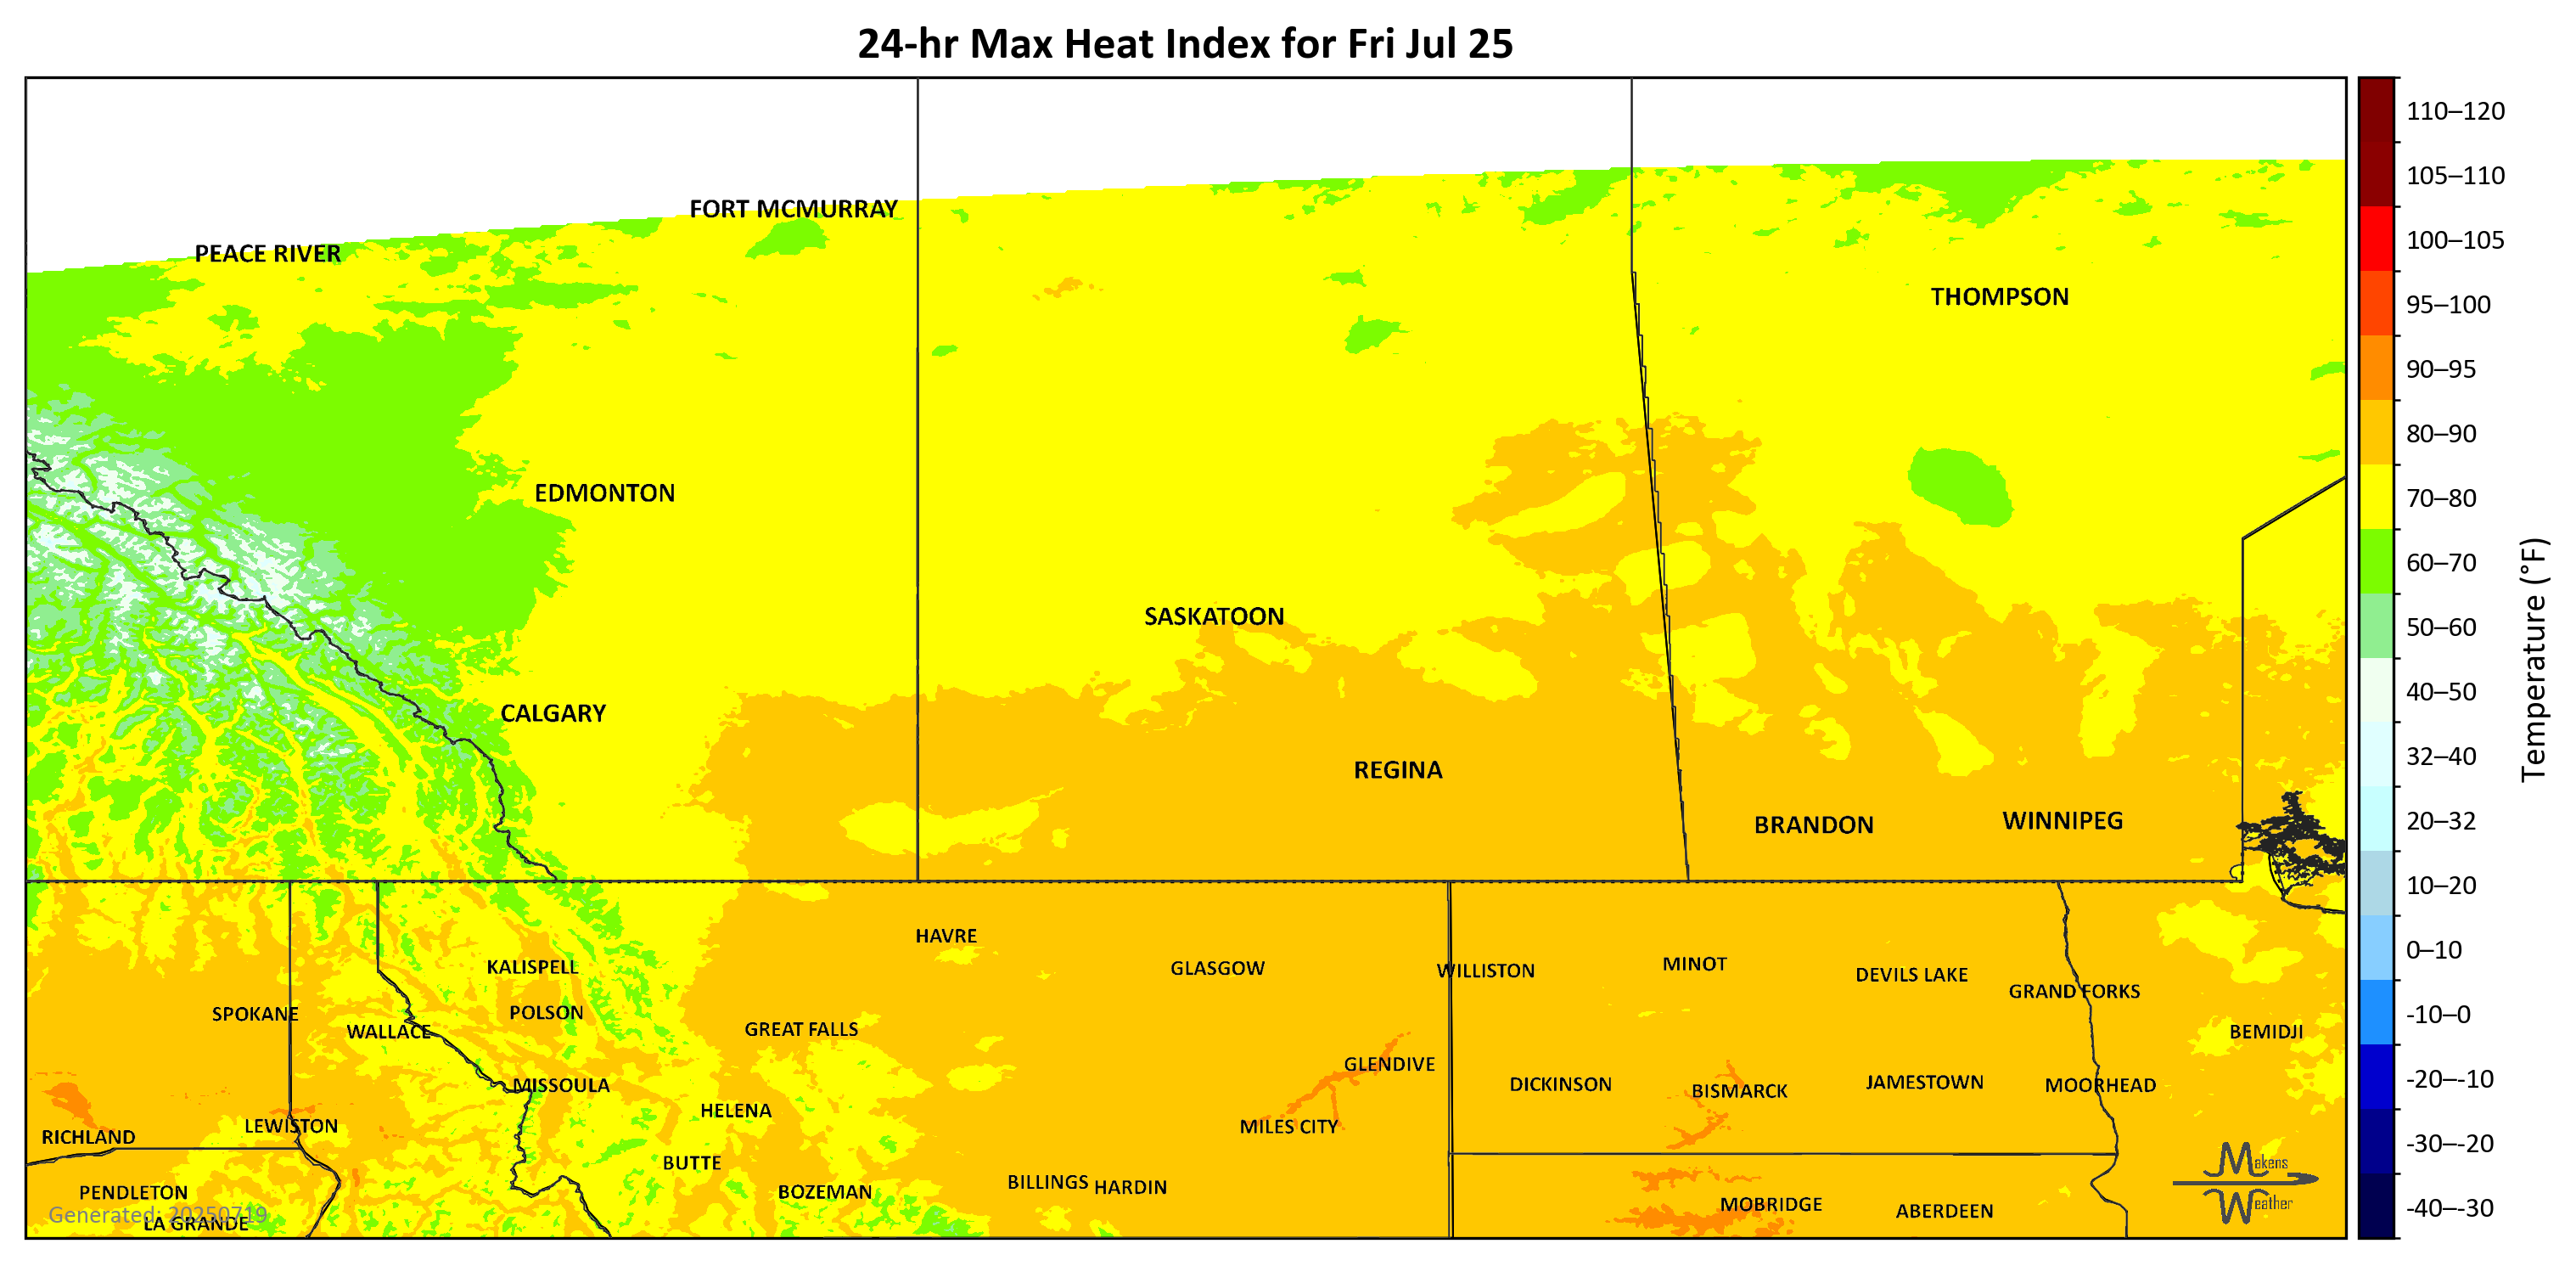 24-hr Max Heat Index for Fri Jul 25
FORT MCMURRAY
PEACE RIVER
THOMPSON
EDMONTON
SASKATOON
CALGARY
REGINA
BRANDON
WINNIPEG
HAVRE
KALISPELL
GLASGOW
WILLISTON
MINOT
DEVILS LAKE
GRAND FORKS
SPOKANE
POLSON
WALLACE
GREAT FALLS
BEMIDJI
GLENDIVE
MISSOULA
DICKINSON
BISMARCK
JAMESTOWN
MOORHEAD
HELENA
LEWISTON
MILES CITY
RICHLAND
BUTTE
PENDLETON
BOZEMAN
BILLINGS
HARDIN
MOBRIDGE
ABERDEEN
Generated: 20250719
LA GRANDE
Makens
Weather
110–120
105–110
100–105
95–100
90–95
80–90
70–80
60–70
50–60
40–50
32–40
20–32
10–20
0–10
-10–0
-20–-10
-30–-20
-40–-30
Temperature (°F)